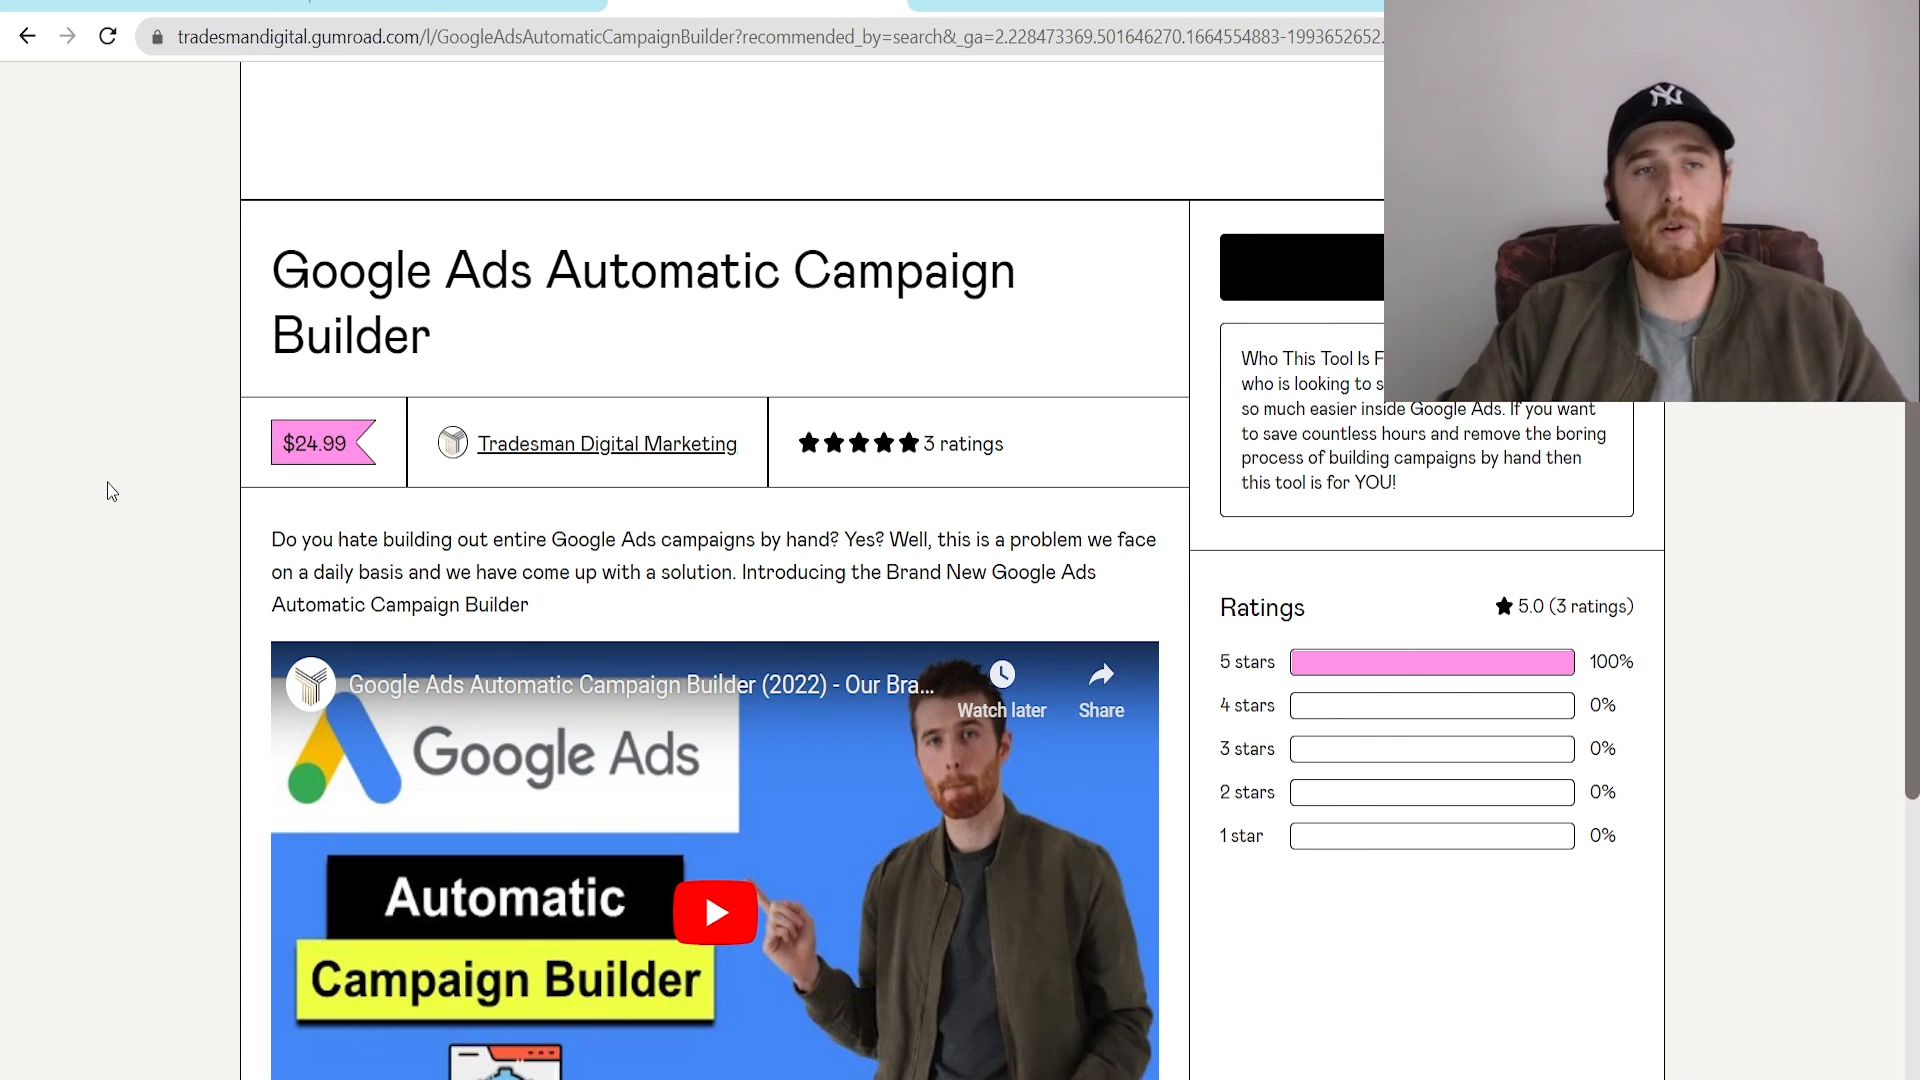 tradesmandigital.gumroad.com/l/GoogleAdsAutomaticCampaignBuilder?recommended_by=search&_ga=2.228473369.501646270.1664554883-1993652652.
NY
Google Ads Automatic Campaign
Builder
$24.99
Tradesman Digital Marketing
3 ratings
Do you hate building out entire Google Ads campaigns by hand? Yes? Well, this is a problem we face
on a daily basis and we have come up with a solution. Introducing the Brand New Google Ads
Automatic Campaign Builder
Google Ads Automatic Campaign Builder (2022) - Our Bra...
Watch later
Share
Google Ads
Automatic
Campaign Builder
Who This Tool Is F
who is looking to s
so much easier inside Google Ads. If you want
to save countless hours and remove the boring
process of building campaigns by hand then
this tool is for YOU!
Ratings
5.0 (3 ratings)
5 stars 100%
4 stars 0%
3 stars 0%
2 stars 0%
1 star 0%